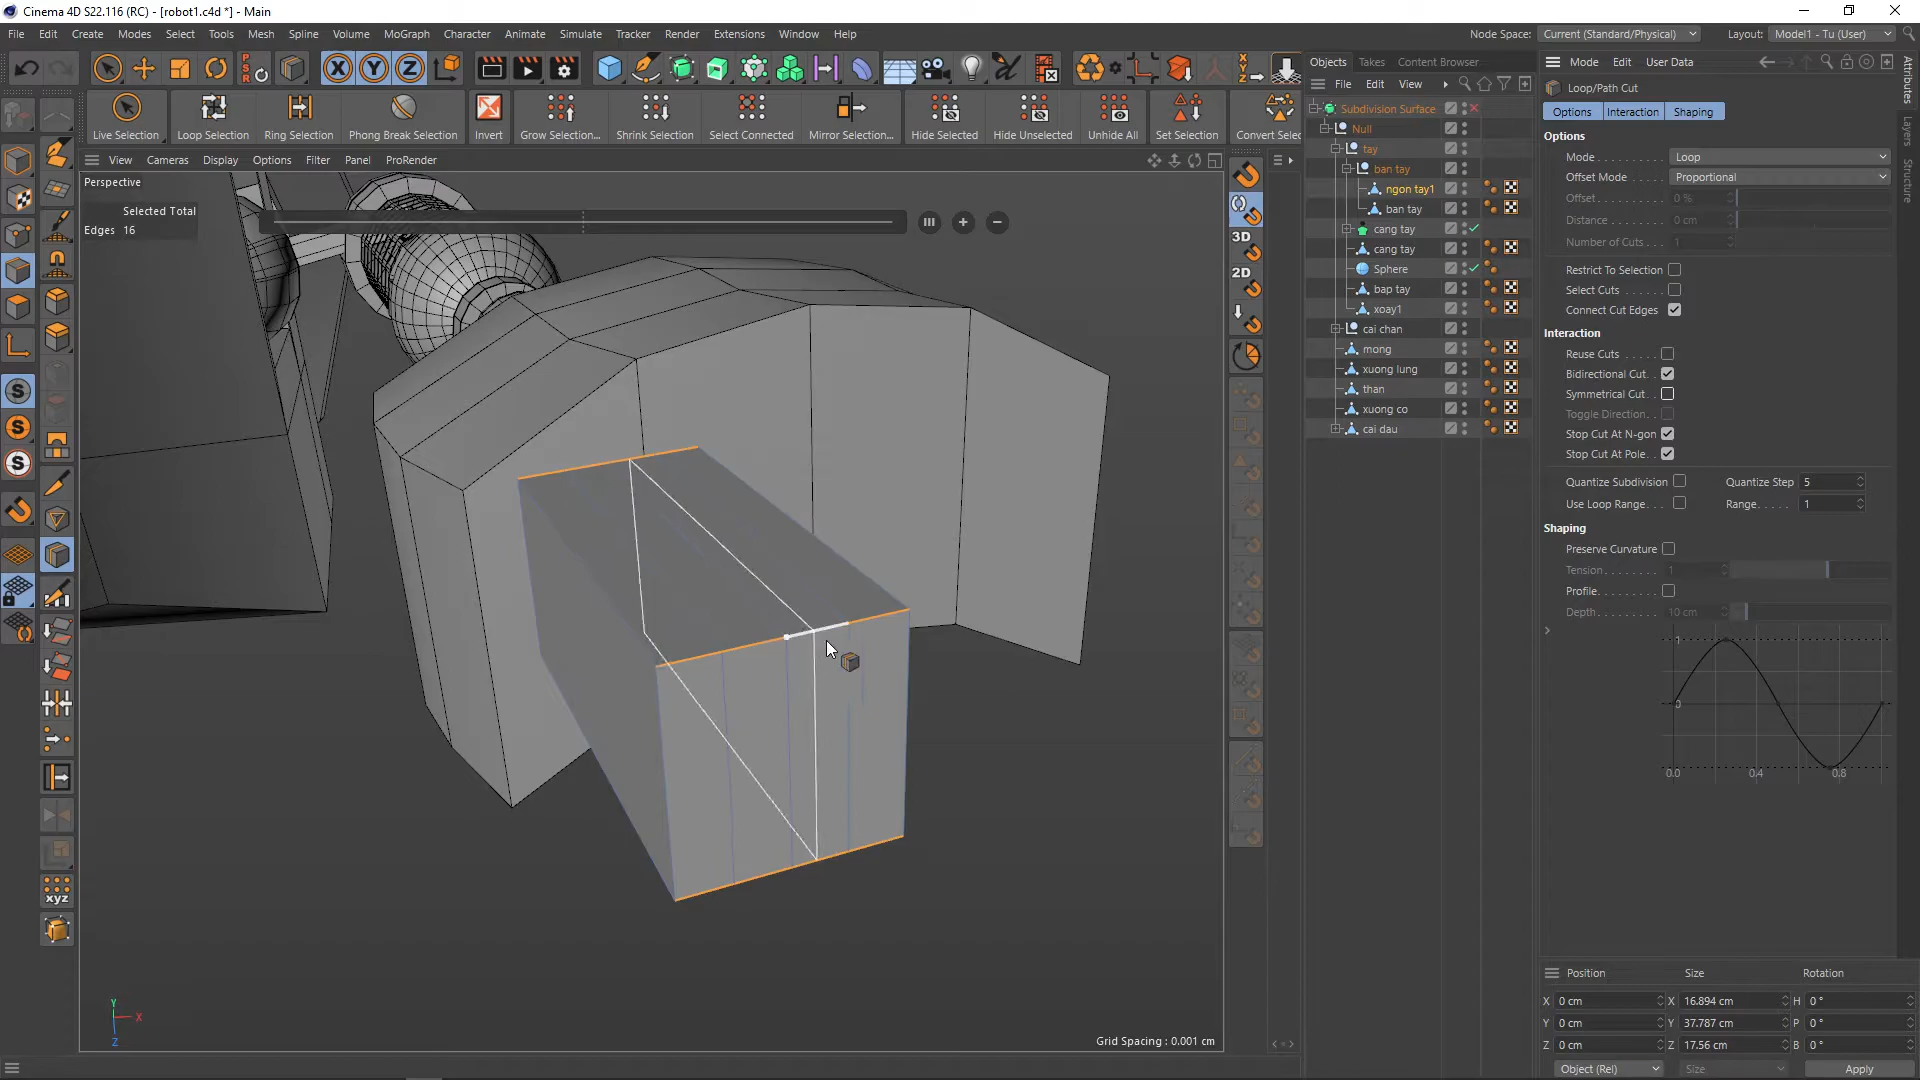 Cinema 4D S22.116 (RC) - [robot1.c4d *] - Main
File Edit Create Modes Select Tools Mesh Spline Volume MoGraph Character Animate Simulate Tracker Render Extensions Window Help
Node Space: Current (Standard/Physical) Layout: Model1 - Tu (User)
PSR X Y Z
Live Selection Loop Selection Ring Selection Phong Break Selection Invert Grow Selection... Shrink Selection Select Connected Mirror Selection... Hide Selected Hide Unselected Unhide All Set Selection Convert Selec
View Cameras Display Options Filter Panel ProRender
Perspective
Selected Total
Edges 16
3D
2D
S
S
S
xyz
Y
X
Z
Grid Spacing : 0.001 cm
Objects Takes Content Browser
File Edit View
Subdivision Surface
Null
tay
ban tay
ngon tay1
ban tay
cang tay
cang tay
Sphere
bap tay
xoay1
cai chan
mong
xuong lung
than
xuong co
cai dau
Mode Edit User Data
Loop/Path Cut
Options Interaction Shaping
Options
Mode . . . . . . . . . Loop
Offset Mode . . . . . Proportional
Offset . . . . . . . . . 0 %
Distance . . . . . . . 0 cm
Number of Cuts . . 1
Restrict To Selection
Select Cuts . . . . .
Connect Cut Edges
Interaction
Reuse Cuts . . . . .
Bidirectional Cut. .
Symmetrical Cut. .
Toggle Direction. .
Stop Cut At N-gon
Stop Cut At Pole. .
Quantize Subdivision Quantize Step 5
Use Loop Range. . . Range. . . . . 1
Shaping
Preserve Curvature
Tension. . . . . . . . 1
Profile. . . . . . . . .
Depth. . . . . . . . . 10 cm
1
0
0.0 0.4 0.8
Position Size Rotation
X 0 cm X 16.894 cm H 0 °
Y 0 cm Y 37.787 cm P 0 °
Z 0 cm Z 17.56 cm B 0 °
Object (Rel) Size Apply
Attributes
Layers
Structure